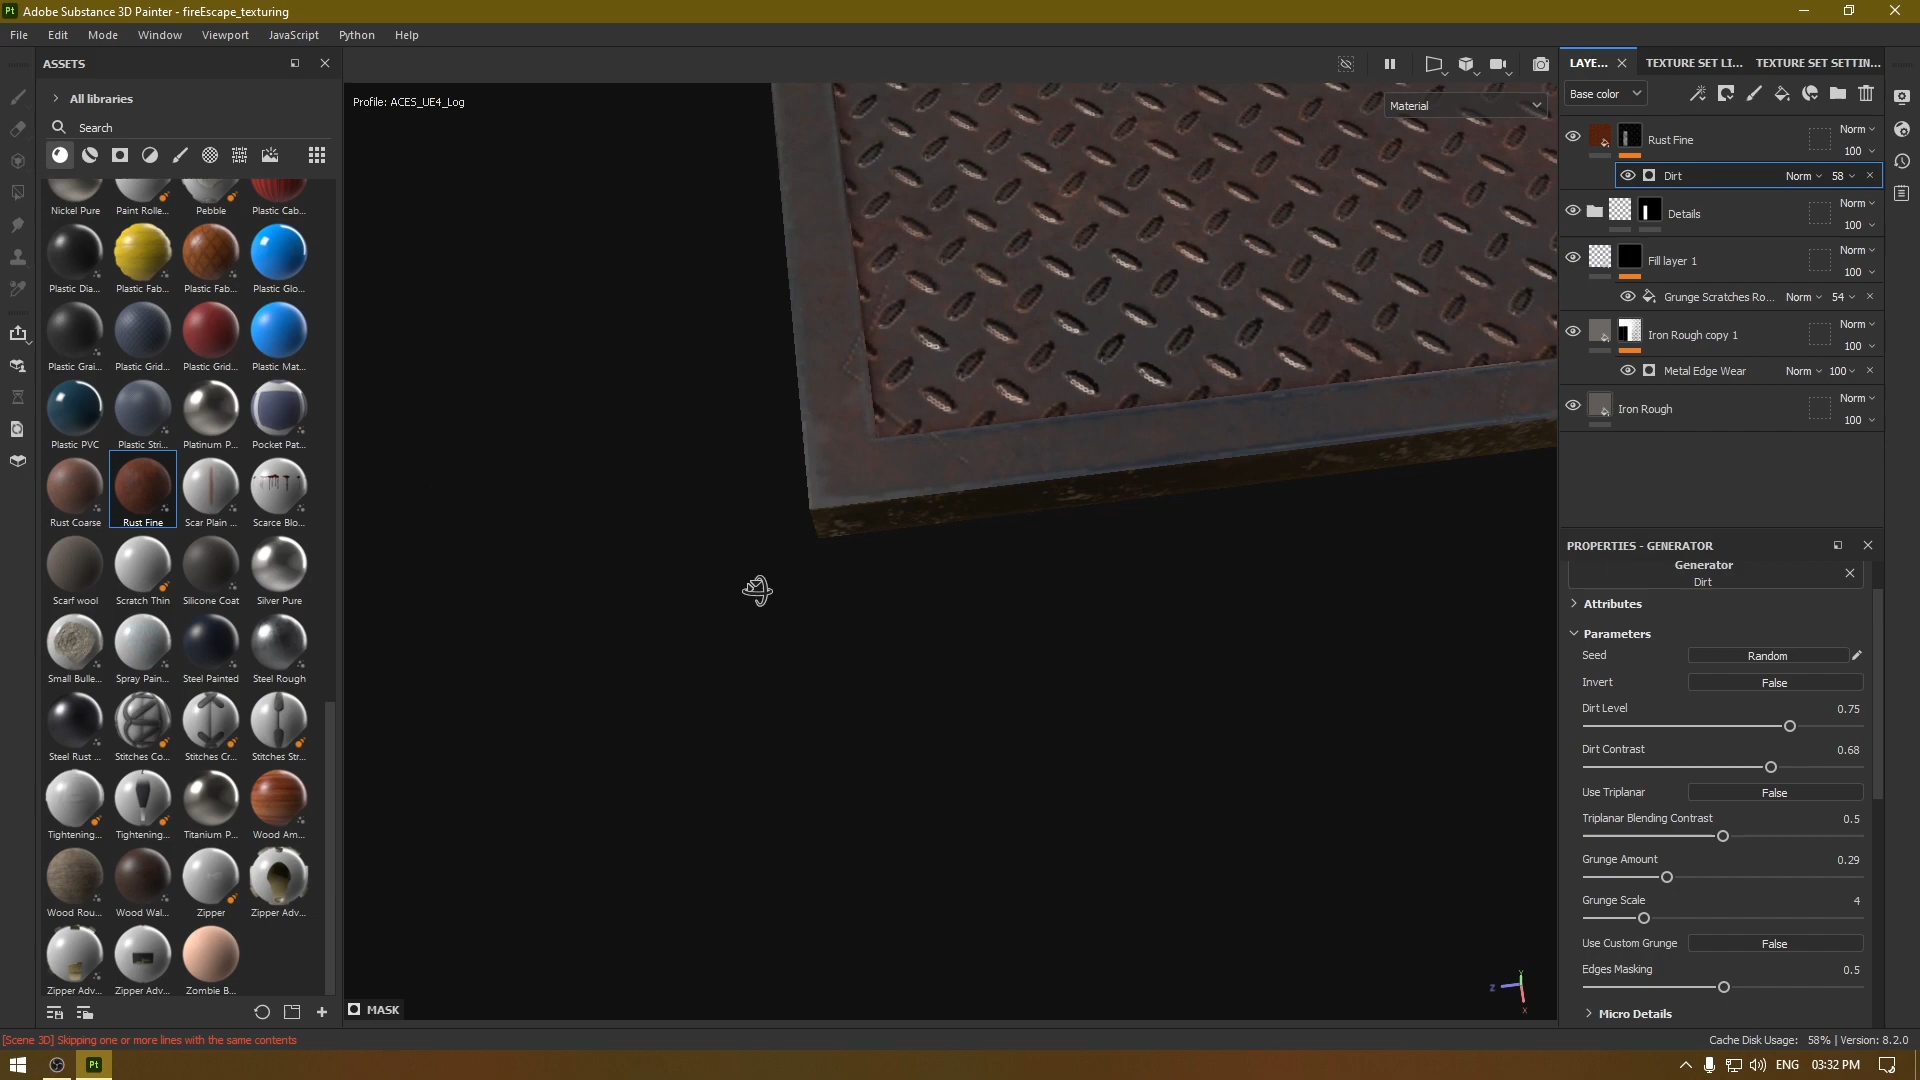 Pt Adobe Substance 3D Painter - fireEscape_texturing
File Edit Mode Window Viewport JavaScript Python Help
ASSETS
All libraries
Search
Nickel Pure Paint Rolle... Pebble Plastic Cab...
Plastic Dia... Plastic Fab... Plastic Fab... Plastic Glo...
Plastic Grai... Plastic Grid... Plastic Grid... Plastic Mat...
Plastic PVC Plastic Stri... Platinum P... Pocket Pat...
Rust Coarse Rust Fine Scar Plain ... Scarce Blo...
Scarf wool Scratch Thin Silicone Coat Silver Pure
Small Bulle... Spray Pain... Steel Painted Steel Rough
Steel Rust ... Stitches Co... Stitches Cr... Stitches Str...
Tightening... Tightening... Titanium P... Wood Am...
Wood Rou... Wood Wal... Zipper Zipper Adv...
Zipper Adv... Zipper Adv... Zombie B...
Profile: ACES_UE4_Log
Material
MASK
Y
Z
X
LAYE... TEXTURE SET LI... TEXTURE SET SETTIN...
Base color
Rust Fine Norm 100
Dirt Norm 58
Details Norm 100
Fill layer 1 Norm 100
Grunge Scratches Ro... Norm 54
Iron Rough copy 1 Norm 100
Metal Edge Wear Norm 100
Iron Rough Norm 100
PROPERTIES - GENERATOR
Generator
Dirt
Attributes
Parameters
Seed Random
Invert False
Dirt Level 0.75
Dirt Contrast 0.68
Use Triplanar False
Triplanar Blending Contrast 0.5
Grunge Amount 0.29
Grunge Scale 4
Use Custom Grunge False
Edges Masking 0.5
Micro Details
[Scene 3D] Skipping one or more lines with the same contents
Cache Disk Usage: 58% | Version: 8.2.0
Pt
ENG 03:32 PM